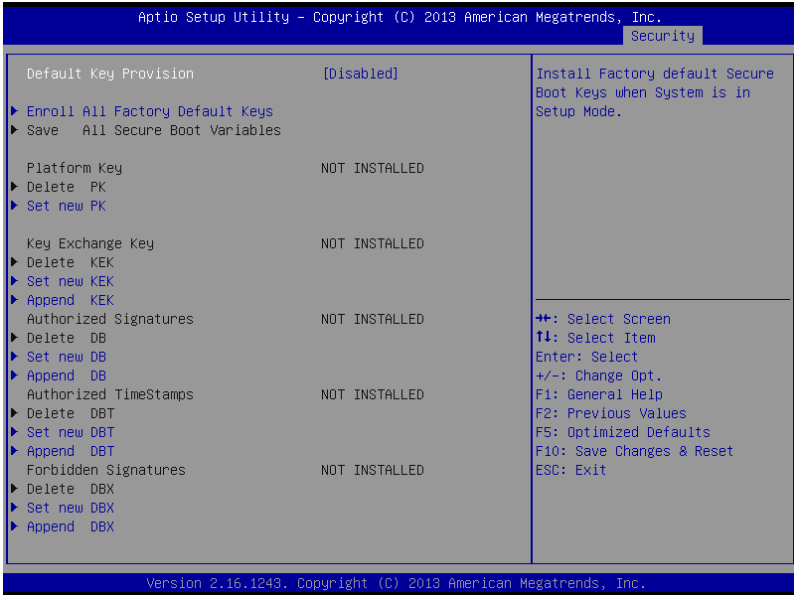 Aptio Setup Utility – Copyright (C) 2013 American Megatrends, Inc.
Security
Default Key Provision [Disabled]
Enroll All Factory Default Keys
Save All Secure Boot Variables
Platform Key NOT INSTALLED
Delete PK
Set new PK
Key Exchange Key NOT INSTALLED
Delete KEK
Set new KEK
Append KEK
Authorized Signatures NOT INSTALLED
Delete DB
Set new DB
Append DB
Authorized TimeStamps NOT INSTALLED
Delete DBT
Set new DBT
Append DBT
Forbidden Signatures NOT INSTALLED
Delete DBX
Set new DBX
Append DBX
Install Factory default Secure
Boot Keys when System is in
Setup Mode.
→←: Select Screen
↑↓: Select Item
Enter: Select
+/-: Change Opt.
F1: General Help
F2: Previous Values
F5: Optimized Defaults
F10: Save Changes & Reset
ESC: Exit
Version 2.16.1243. Copyright (C) 2013 American Megatrends, Inc.